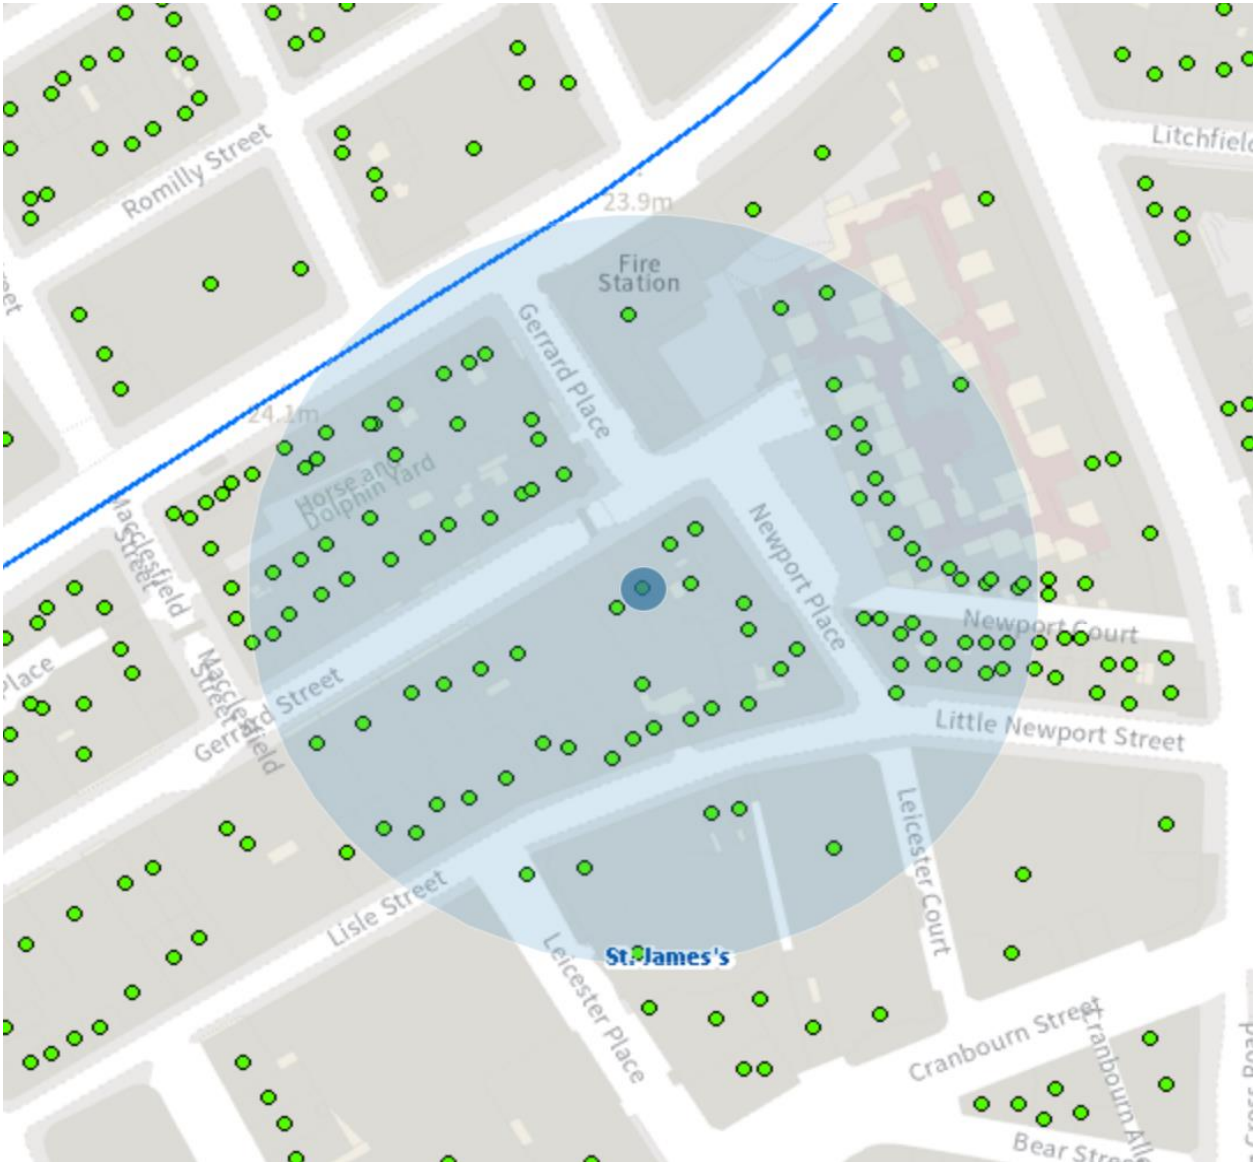 Litchfield
Romilly Street
23.9m
Fire
Station
Gerrard Place
24.1m
Horse and
Dolphin Yard
Macclesfield
Street
Newport Place
Newport Court
Place
Macclesfield
Street
Gerrard Street
Little Newport Street
Leicester Court
Lisle Street
St. James's
Leicester Place
Cranbourn Street
Cranbourn Alle
Bear Street